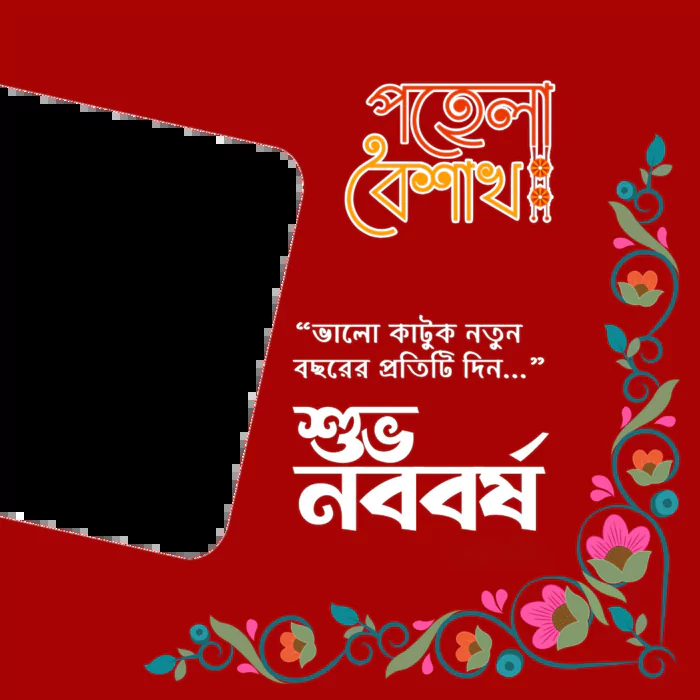 পহেলা
বৈশাখ
“ভালো কাটুক নতুন
বছরের প্রতিটি দিন...”
শুভ
নববর্ষ